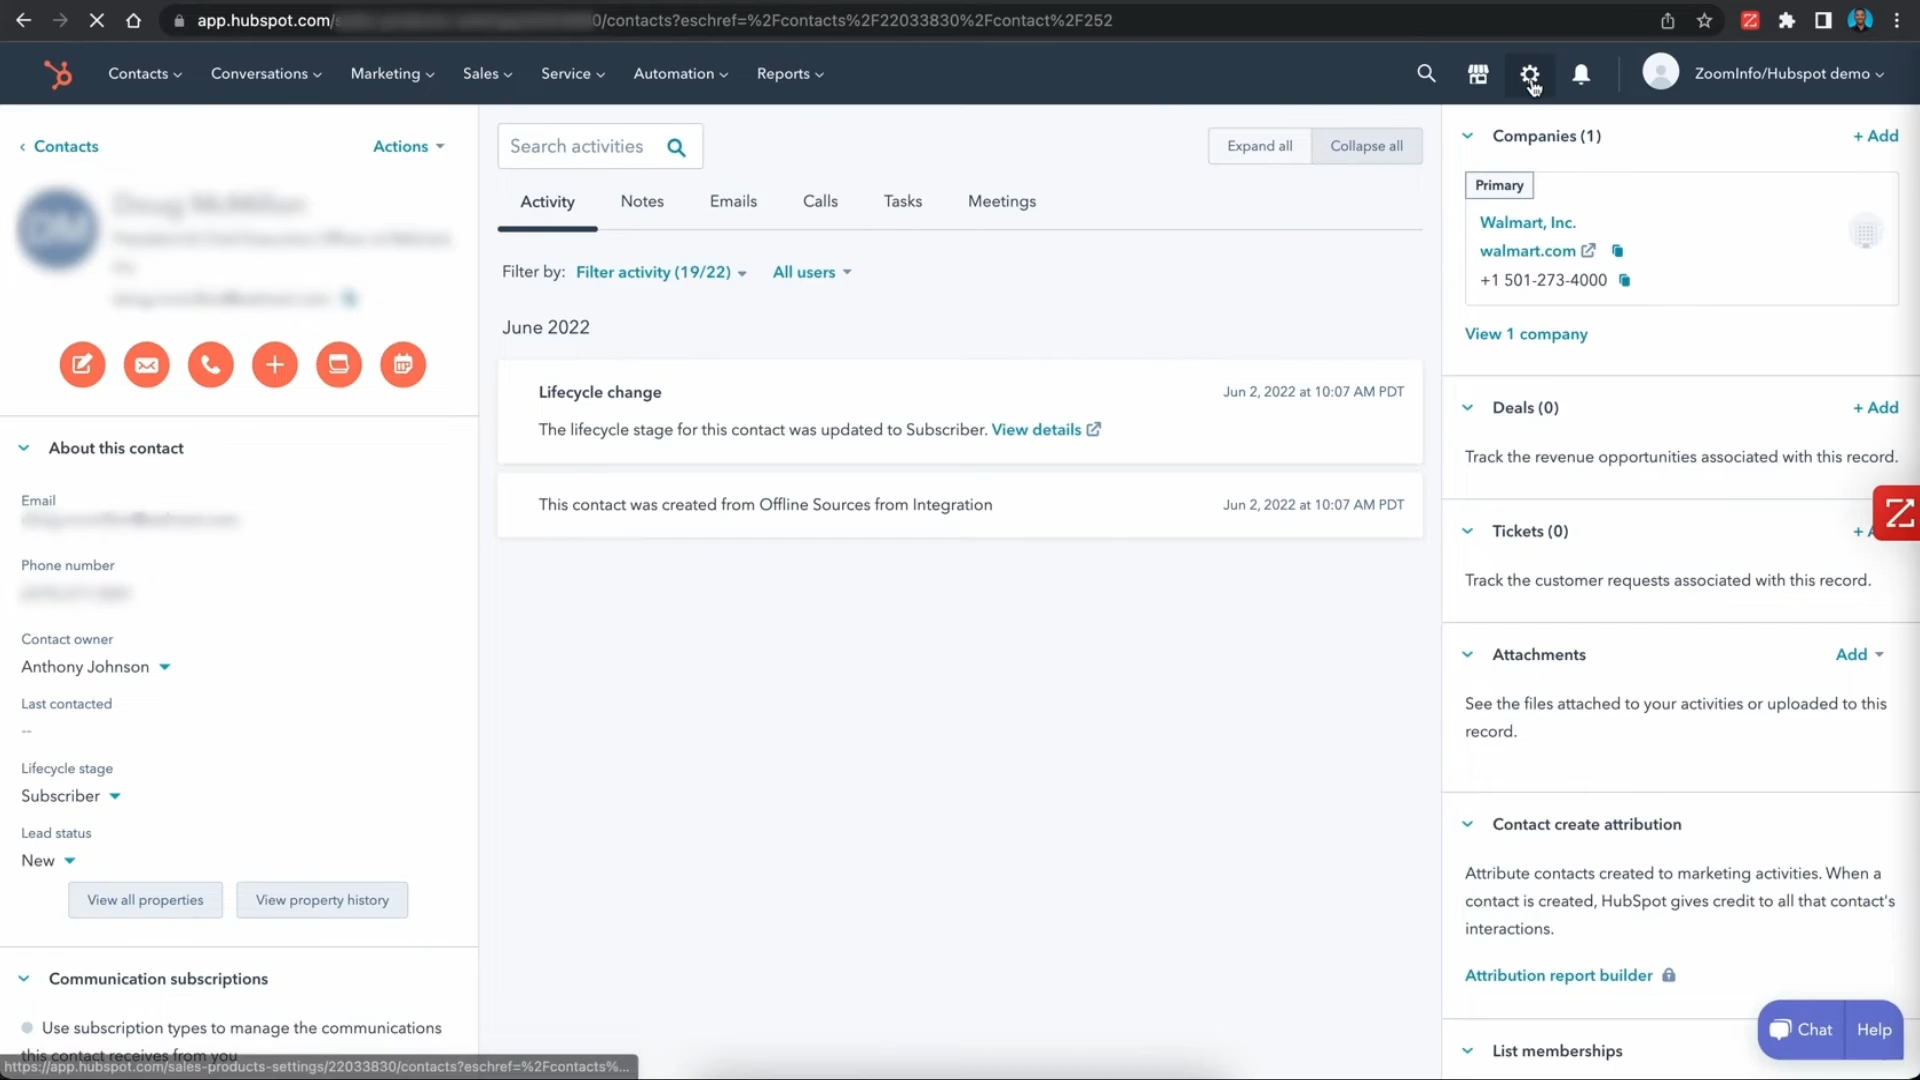 app.hubspot.com/
0/contacts?eschref=%2Fcontacts%2F22033830%2Fcontact%2F252
Contacts
Conversations
Marketing
Sales
Service
Automation
Reports
ZoomInfo/Hubspot demo
Contacts
Actions
About this contact
Email
Phone number
Contact owner
Anthony Johnson
Last contacted
--
Lifecycle stage
Subscriber
Lead status
New
View all properties
View property history
Communication subscriptions
Use subscription types to manage the communications
this contact receives from you
https://app.hubspot.com/sales-products-settings/22033830/contacts?eschref=%2Fcontacts%...
Search activities
Expand all
Collapse all
Activity
Notes
Emails
Calls
Tasks
Meetings
Filter by: Filter activity (19/22) All users
June 2022
Lifecycle change
Jun 2, 2022 at 10:07 AM PDT
The lifecycle stage for this contact was updated to Subscriber. View details
This contact was created from Offline Sources from Integration
Jun 2, 2022 at 10:07 AM PDT
Companies (1)
+ Add
Primary
Walmart, Inc.
walmart.com
+1 501-273-4000
View 1 company
Deals (0)
+ Add
Track the revenue opportunities associated with this record.
Tickets (0)
+
Track the customer requests associated with this record.
Attachments
Add
See the files attached to your activities or uploaded to this
record.
Contact create attribution
Attribute contacts created to marketing activities. When a
contact is created, HubSpot gives credit to all that contact's
interactions.
Attribution report builder
List memberships
Chat
Help